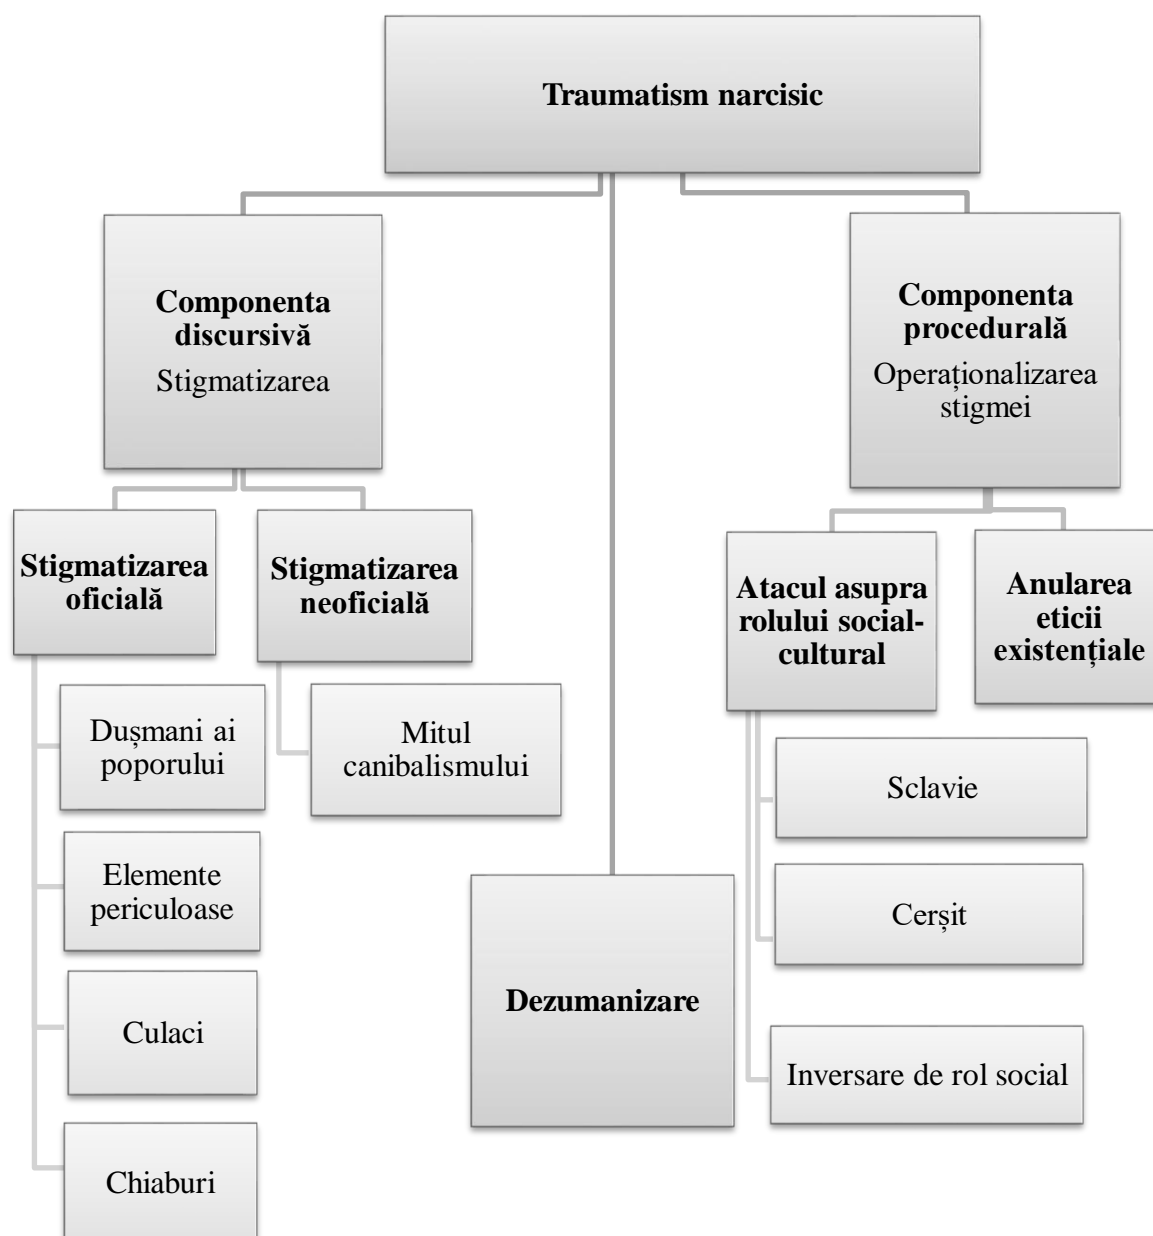 Traumatism narcisic
Componenta
discursivă
Stigmatizarea
Componenta
procedurală
Operaționalizarea
stigmei
Stigmatizarea
oficială
Stigmatizarea
neoficială
Atacul asupra
rolului social-
cultural
Anularea
eticii
existențiale
Dușmani ai
poporului
Mitul
canibalismului
Sclavie
Elemente
periculoase
Cerșit
Dezumanizare
Culaci
Inversare de rol social
Chiaburi